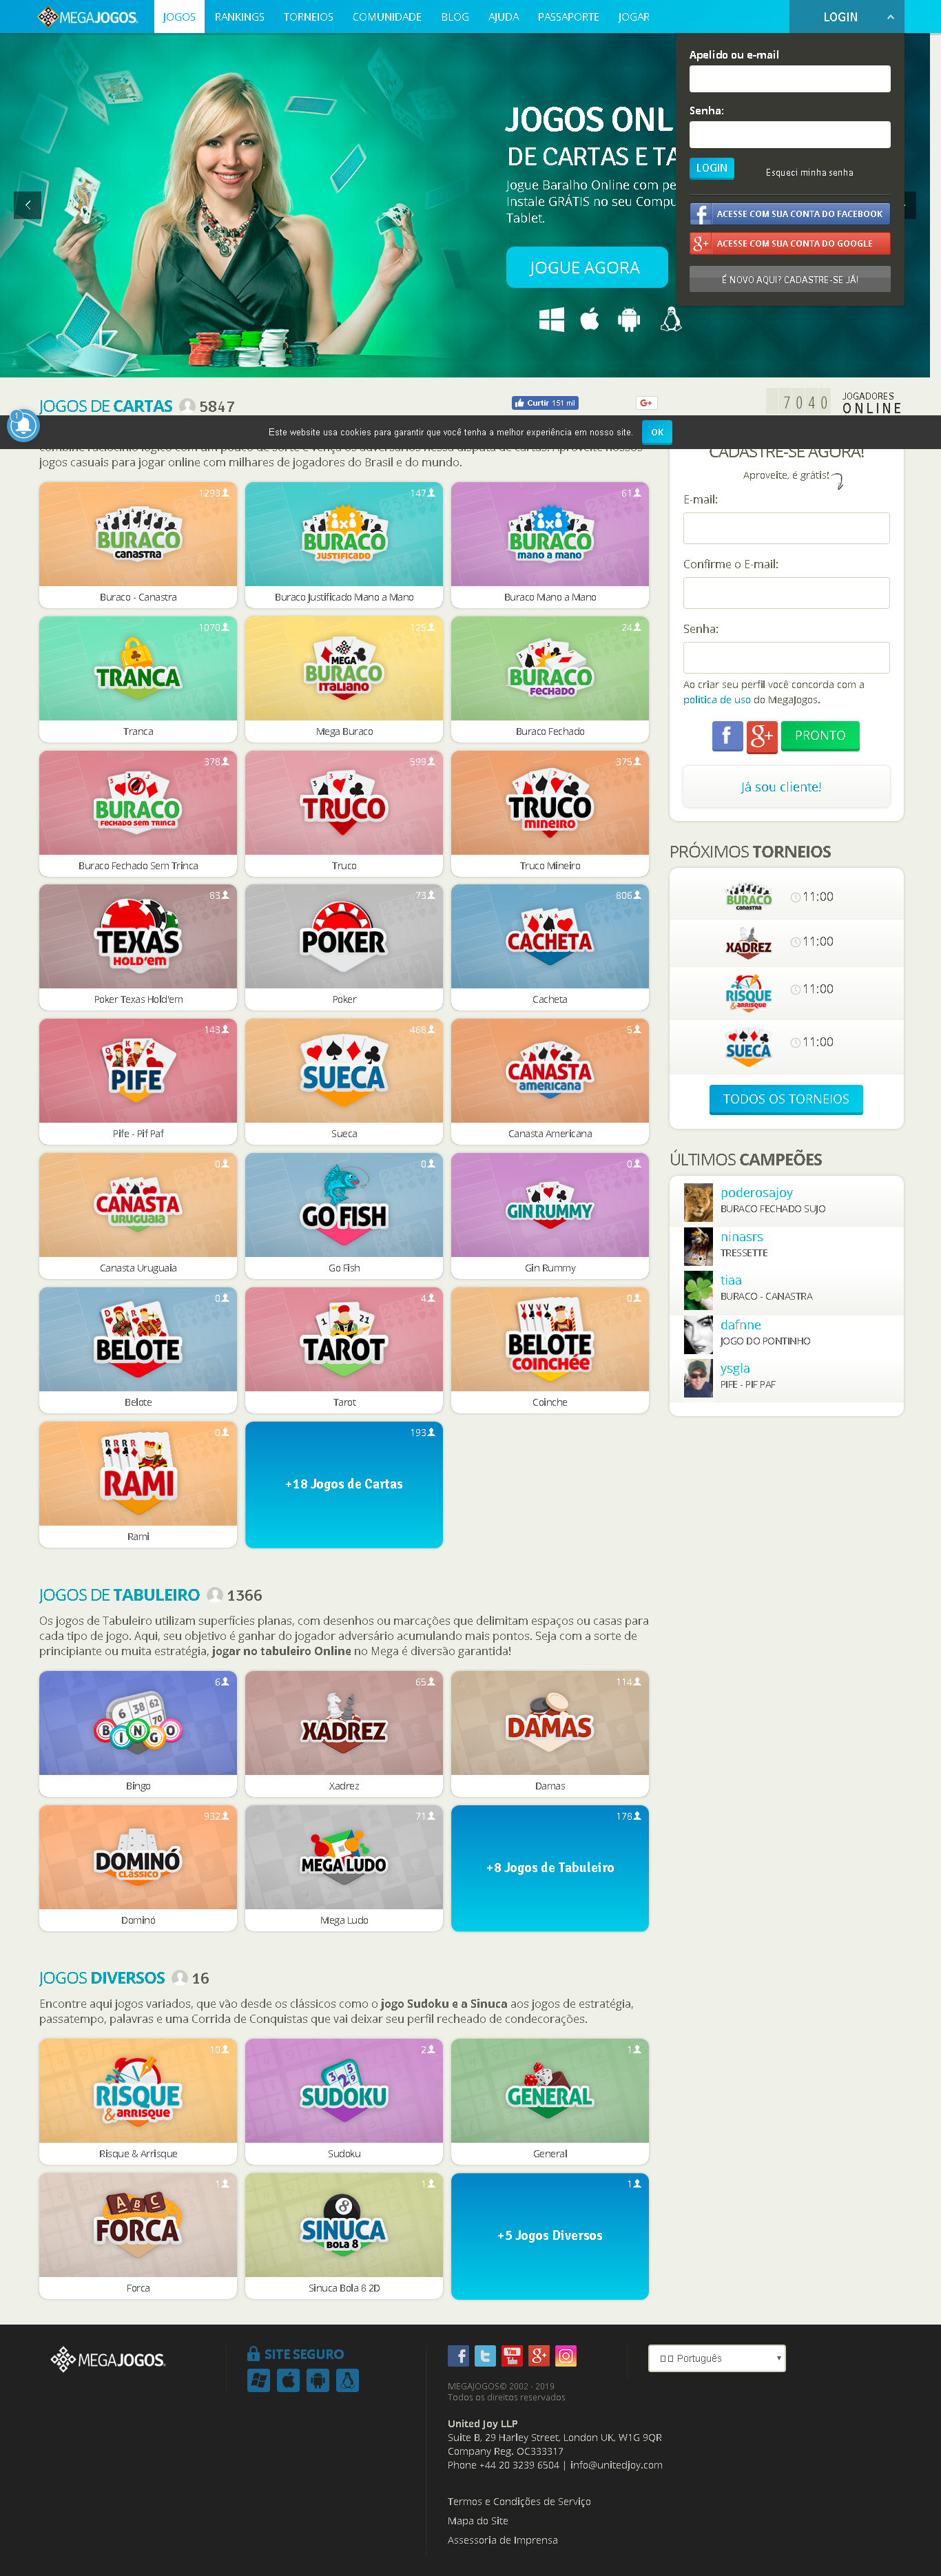 MEGAJOGOS.
JOGOS
RANKINGS
TORNEIOS
COMUNIDADE
BLOG
AJUDA
PASSAPORTE
JOGAR
LOGIN
Apelido ou e-mail
Senha:
LOGIN
Esqueci minha senha
ACESSE COM SUA CONTA DO FACEBOOK
ACESSE COM SUA CONTA DO GOOGLE
É NOVO AQUI? CADASTRE-SE JÁ!
JOGOS ONL
DE CARTAS E TA
Jogue Baralho Online com pe
Instale GRÁTIS no seu Compu
Tablet.
JOGUE AGORA
JOGOS DE CARTAS 5847
Curtir 151 mil
G+
7040
JOGADORES
ONLINE
1
Este website usa cookies para garantir que você tenha a melhor experiência em nosso site.
OK
jogos casuais para jogar online com milhares de jogadores do Brasil e do mundo.
1293
BURACO
canastra
Buraco - Canastra
147
BURACO
JUSTIFICADO
Buraco Justificado Mano a Mano
61
BURACO
mano a mano
Buraco Mano a Mano
1070
TRANCA
Tranca
125
MEGA
BURACO
ITALIANO
Mega Buraco
24
BURACO
FECHADO
Buraco Fechado
378
BURACO
FECHADO SEM TRINCA
Buraco Fechado Sem Trinca
599
TRUCO
Truco
375
TRUCO
MINEIRO
Truco Mineiro
83
TEXAS
HOLD'EM
Poker Texas Hold'em
73
POKER
Poker
606
CACHETA
Cacheta
143
PIFE
Pife - Pif Paf
468
SUECA
Sueca
5
CANASTA
americana
Canasta Americana
0
CANASTA
URUGUAIA
Canasta Uruguaia
0
GO FISH
Go Fish
0
GIN RUMMY
Gin Rummy
0
BELOTE
Belote
4
TAROT
Tarot
0
BELOTE
COINCHÉE
Coinche
0
RAMI
Rami
193
+18 Jogos de Cartas
CADASTRE-SE AGORA!
Aproveite, é grátis!
E-mail:
Confirme o E-mail:
Senha:
Ao criar seu perfil você concorda com a
política de uso do MegaJogos.
f
g+
PRONTO
Já sou cliente!
PRÓXIMOS TORNEIOS
BURACO
canastra
11:00
XADREZ
11:00
RISQUE
&ARRISQUE
11:00
SUECA
11:00
TODOS OS TORNEIOS
ÚLTIMOS CAMPEÕES
poderosajoy
BURACO FECHADO SUJO
ninasrs
TRESSETTE
tiaa
BURACO - CANASTRA
dafnne
JOGO DO PONTINHO
ysgla
PIFE - PIF PAF
JOGOS DE TABULEIRO 1366
Os jogos de Tabuleiro utilizam superfícies planas, com desenhos ou marcações que delimitam espaços ou casas para
cada tipo de jogo. Aqui, seu objetivo é ganhar do jogador adversário acumulando mais pontos. Seja com a sorte de
principiante ou muita estratégia, jogar no tabuleiro Online no Mega é diversão garantida!
6
BINGO
Bingo
65
XADREZ
Xadrez
114
DAMAS
Damas
932
DOMINÓ
CLÁSSICO
Dominó
71
MEGA LUDO
Mega Ludo
178
+8 Jogos de Tabuleiro
JOGOS DIVERSOS 16
Encontre aqui jogos variados, que vão desde os clássicos como o jogo Sudoku e a Sinuca aos jogos de estratégia,
passatempo, palavras e uma Corrida de Conquistas que vai deixar seu perfil recheado de condecorações.
10
RISQUE
&ARRISQUE
Risque & Arrisque
2
SUDOKU
Sudoku
1
GENERAL
General
1
ABC
FORCA
Forca
1
8
SINUCA
BOLA 8
Sinuca Bola 8 2D
1
+5 Jogos Diversos
MEGAJOGOS.
SITE SEGURO
You Tube
Português
MEGAJOGOS© 2002 - 2019
Todos os direitos reservados
United Joy LLP
Suite B, 29 Harley Street, London UK, W1G 9QR
Company Reg. OC333317
Phone +44 20 3239 6504 | info@unitedjoy.com
Termos e Condições de Serviço
Mapa do Site
Assessoria de Imprensa